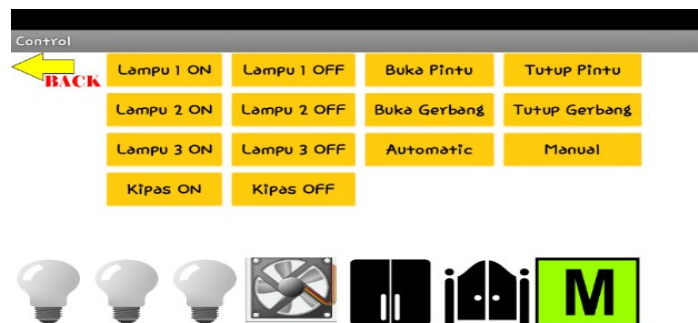 Control
BACK
Lampu 1 ON Lampu 1 OFF Buka Pintu Tutup Pintu
Lampu 2 ON Lampu 2 OFF Buka Gerbang Tutup Gerbang
Lampu 3 ON Lampu 3 OFF Automatic Manual
Kipas ON Kipas OFF
M